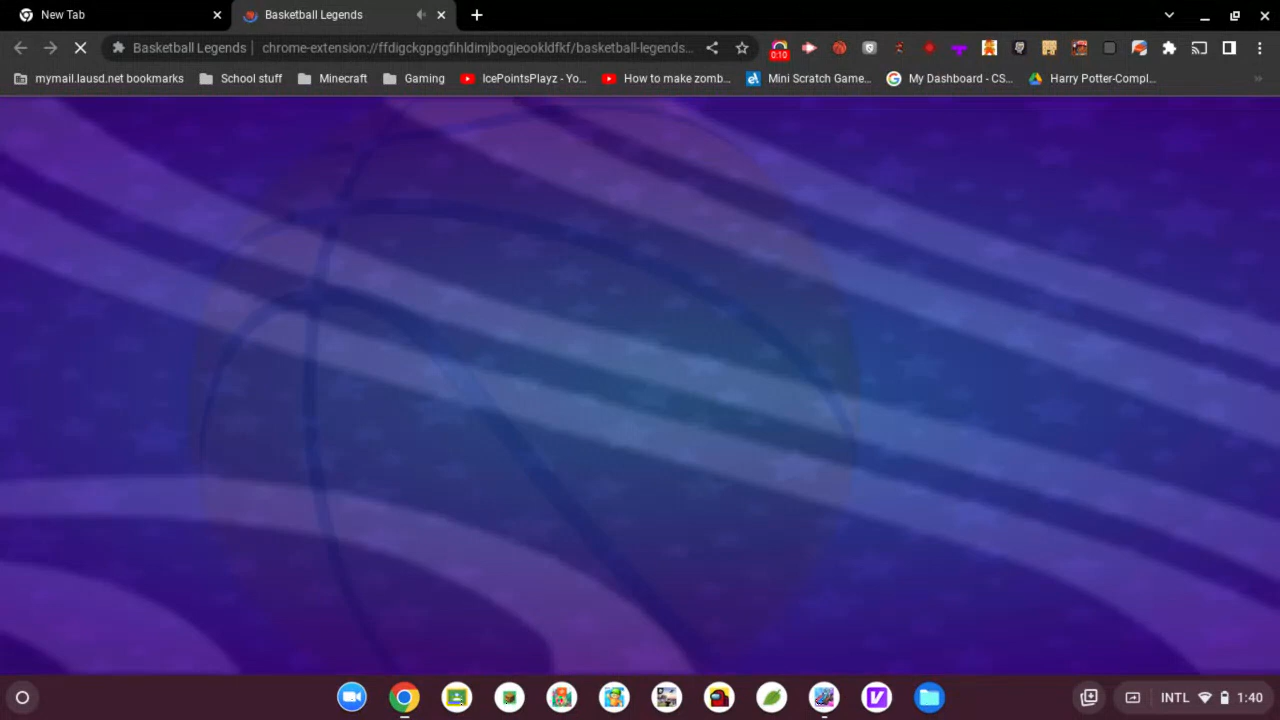 New Tab
Basketball Legends
Basketball Legends | chrome-extension://ffdigckgpggfihldimjbogjeookldfkf/basketball-legends...
0:10
mymail.lausd.net bookmarks School stuff Minecraft Gaming IcePointsPlayz - Yo... How to make zomb... Mini Scratch Game... My Dashboard - CS... Harry Potter-Compl...
INTL 1:40